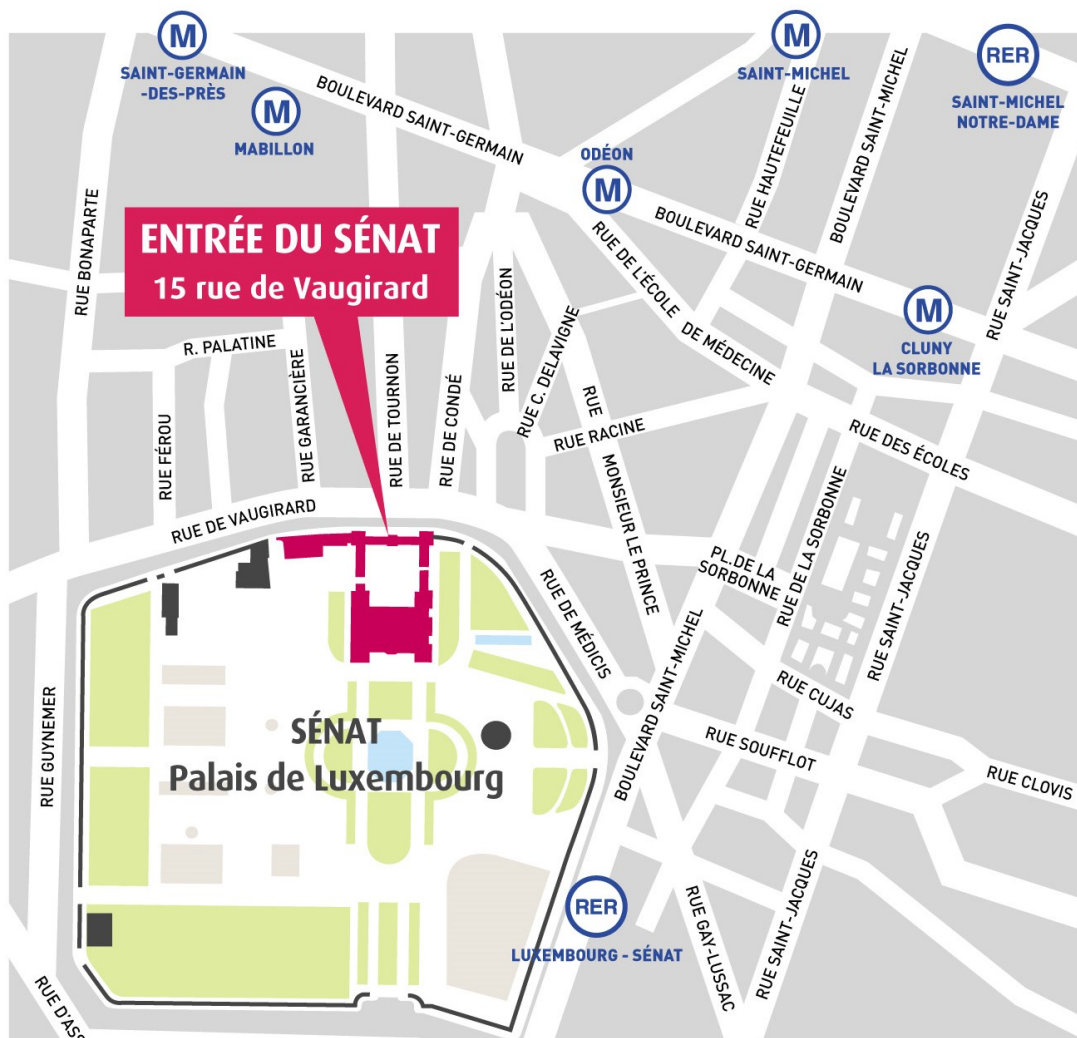 M
SAINT-GERMAIN
-DES-PRÈS
M
MABILLON
BOULEVARD SAINT-GERMAIN
M
SAINT-MICHEL
RER
SAINT-MICHEL
NOTRE-DAME
ODÉON
M
RUE HAUTEFEUILLE
BOULEVARD SAINT-MICHEL
RUE BONAPARTE
ENTRÉE DU SÉNAT
15 rue de Vaugirard
BOULEVARD SAINT-GERMAIN
RUE DE L'ÉCOLE
DE MÉDECINE
RUE SAINT-JACQUES
M
CLUNY
LA SORBONNE
R. PALATINE
RUE FÉROU
RUE GARANCIÈRE
RUE DE TOURNON
RUE DE CONDÉ
RUE DE L'ODÉON
RUE C. DELAVIGNE
RUE
MONSIEUR LE PRINCE
RUE RACINE
RUE DES ÉCOLES
RUE DE VAUGIRARD
RUE DE MÉDICIS
PL. DE LA
SORBONNE
RUE DE LA SORBONNE
RUE SAINT-JACQUES
RUE CUJAS
BOULEVARD SAINT-MICHEL
RUE SOUFFLOT
RUE CLOVIS
RUE GUYNEMER
SÉNAT
Palais de Luxembourg
RER
LUXEMBOURG - SÉNAT
RUE GAY-LUSSAC
RUE SAINT-JACQUES
RUE D'ASS